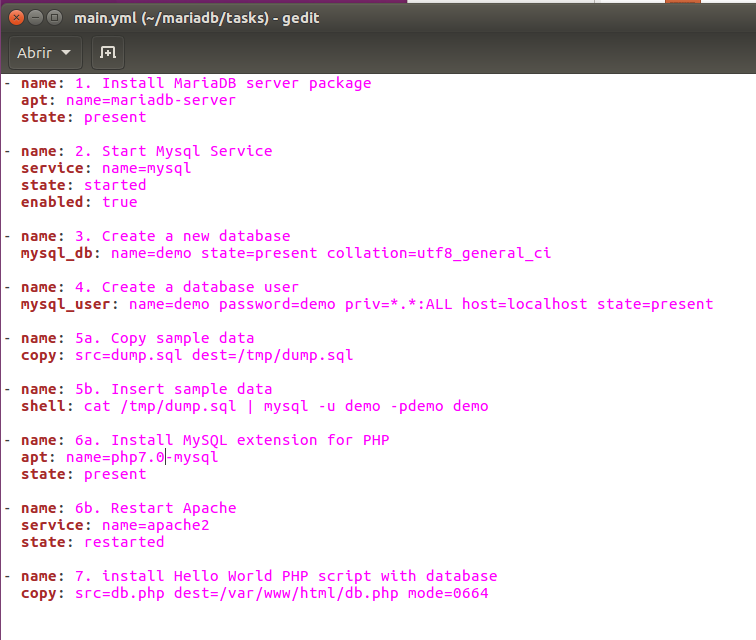 main.yml (~/mariadb/tasks) - gedit
Abrir
- name: 1. Install MariaDB server package
  apt: name=mariadb-server
  state: present

- name: 2. Start Mysql Service
  service: name=mysql
  state: started
  enabled: true

- name: 3. Create a new database
  mysql_db: name=demo state=present collation=utf8_general_ci

- name: 4. Create a database user
  mysql_user: name=demo password=demo priv=*.*:ALL host=localhost state=present

- name: 5a. Copy sample data
  copy: src=dump.sql dest=/tmp/dump.sql

- name: 5b. Insert sample data
  shell: cat /tmp/dump.sql | mysql -u demo -pdemo demo

- name: 6a. Install MySQL extension for PHP
  apt: name=php7.0-mysql
  state: present

- name: 6b. Restart Apache
  service: name=apache2
  state: restarted

- name: 7. install Hello World PHP script with database
  copy: src=db.php dest=/var/www/html/db.php mode=0664